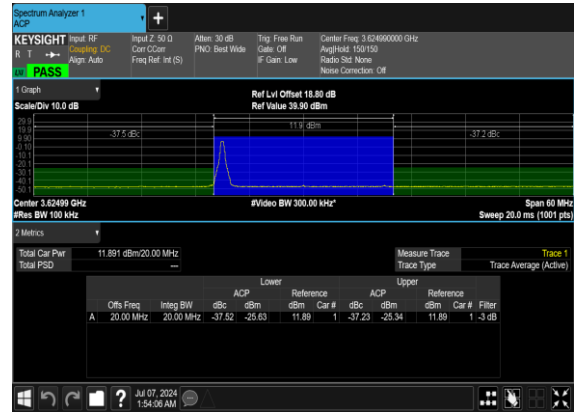 Spectrum Analyzer 1
ACP
+
KEYSIGHT Input: RF Input Z: 50 Ω Atten: 30 dB Trig: Free Run Center Freq: 3.624990000 GHz
R T Coupling: DC Corr CCorr PNO: Best Wide Gate: Off Avg|Hold: 150/150
Align: Auto Freq Ref: Int (S) IF Gain: Low Radio Std: None
PASS Noise Correction: Off
1 Graph
Scale/Div 10.0 dB Ref Lvl Offset 18.80 dB
Ref Value 39.90 dBm
29.9 11.9 dBm
19.9 -37.5 dBc -37.2 dBc
9.90
-0.10
-10.1
-20.1
-30.1
-40.1
-50.1
Center 3.62499 GHz #Video BW 300.00 kHz* Span 60 MHz
#Res BW 100 kHz Sweep 20.0 ms (1001 pts)
2 Metrics
Total Car Pwr 11.891 dBm/20.00 MHz Measure Trace Trace 1
Total PSD --- Trace Type Trace Average (Active)
Lower Upper
ACP Reference ACP Reference
Offs Freq Integ BW dBc dBm dBm Car # dBc dBm dBm Car # Filter
A 20.00 MHz 20.00 MHz -37.52 -25.63 11.89 1 -37.23 -25.34 11.89 1 -3 dB
? Jul 07, 2024
1:54:06 AM